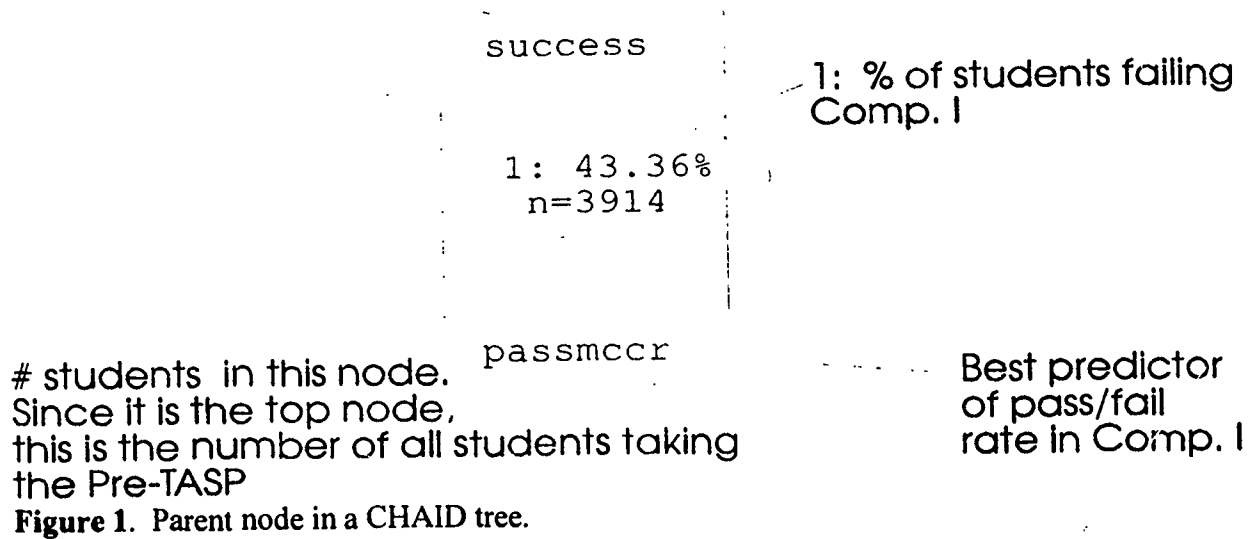 success
1: % of students failing
Comp. I
1: 43.36%
n=3914
passmccr
# students in this node.
Since it is the top node,
this is the number of all students taking
the Pre-TASP
Best predictor
of pass/fail
rate in Comp. I
Figure 1. Parent node in a CHAID tree.